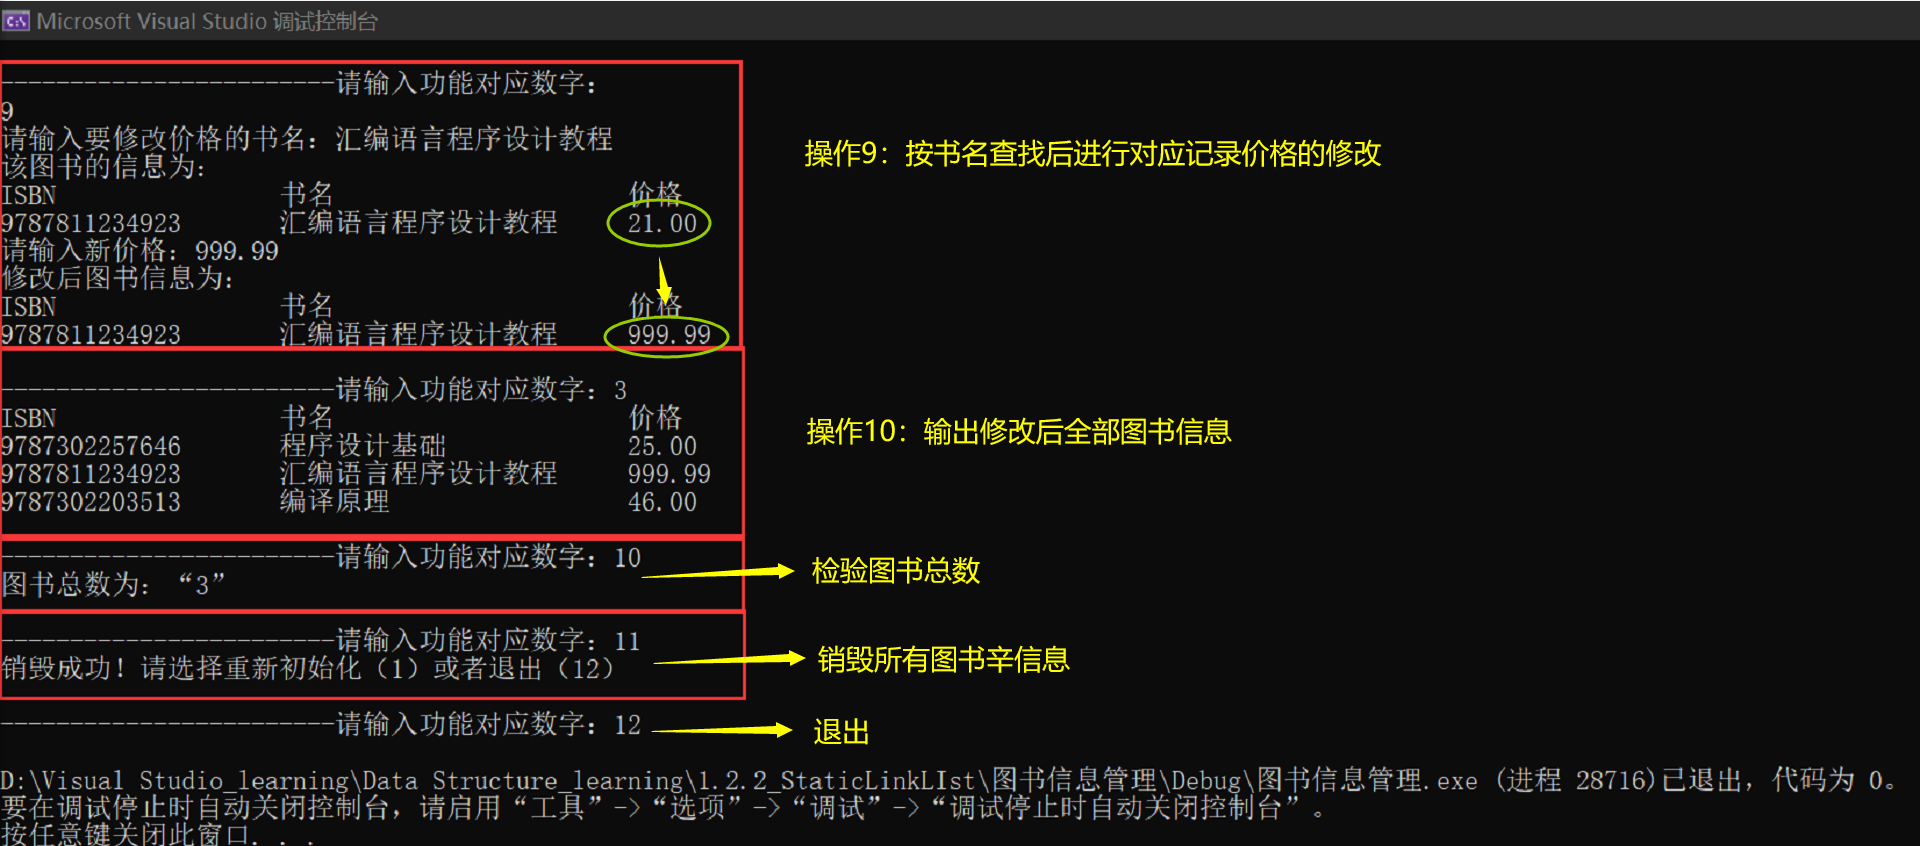 Microsoft Visual Studio 调试控制台
------------------------请输入功能对应数字：
9
请输入要修改价格的书名：汇编语言程序设计教程
该图书的信息为：
ISBN 书名 价格
9787811234923 汇编语言程序设计教程 21.00
请输入新价格：999.99
修改后图书信息为：
ISBN 书名 价格
9787811234923 汇编语言程序设计教程 999.99
操作9：按书名查找后进行对应记录价格的修改
------------------------请输入功能对应数字：3
ISBN 书名 价格
9787302257646 程序设计基础 25.00
9787811234923 汇编语言程序设计教程 999.99
9787302203513 编译原理 46.00
操作10：输出修改后全部图书信息
------------------------请输入功能对应数字：10
图书总数为：“3”
检验图书总数
------------------------请输入功能对应数字：11
销毁成功！请选择重新初始化（1）或者退出（12）
销毁所有图书辛信息
------------------------请输入功能对应数字：12
退出
D:\Visual Studio_learning\Data Structure_learning\1.2.2_StaticLinkLIst\图书信息管理\Debug\图书信息管理.exe (进程 28716)已退出，代码为 0。
要在调试停止时自动关闭控制台，请启用“工具”->“选项”->“调试”->“调试停止时自动关闭控制台”。
按任意键关闭此窗口. . .